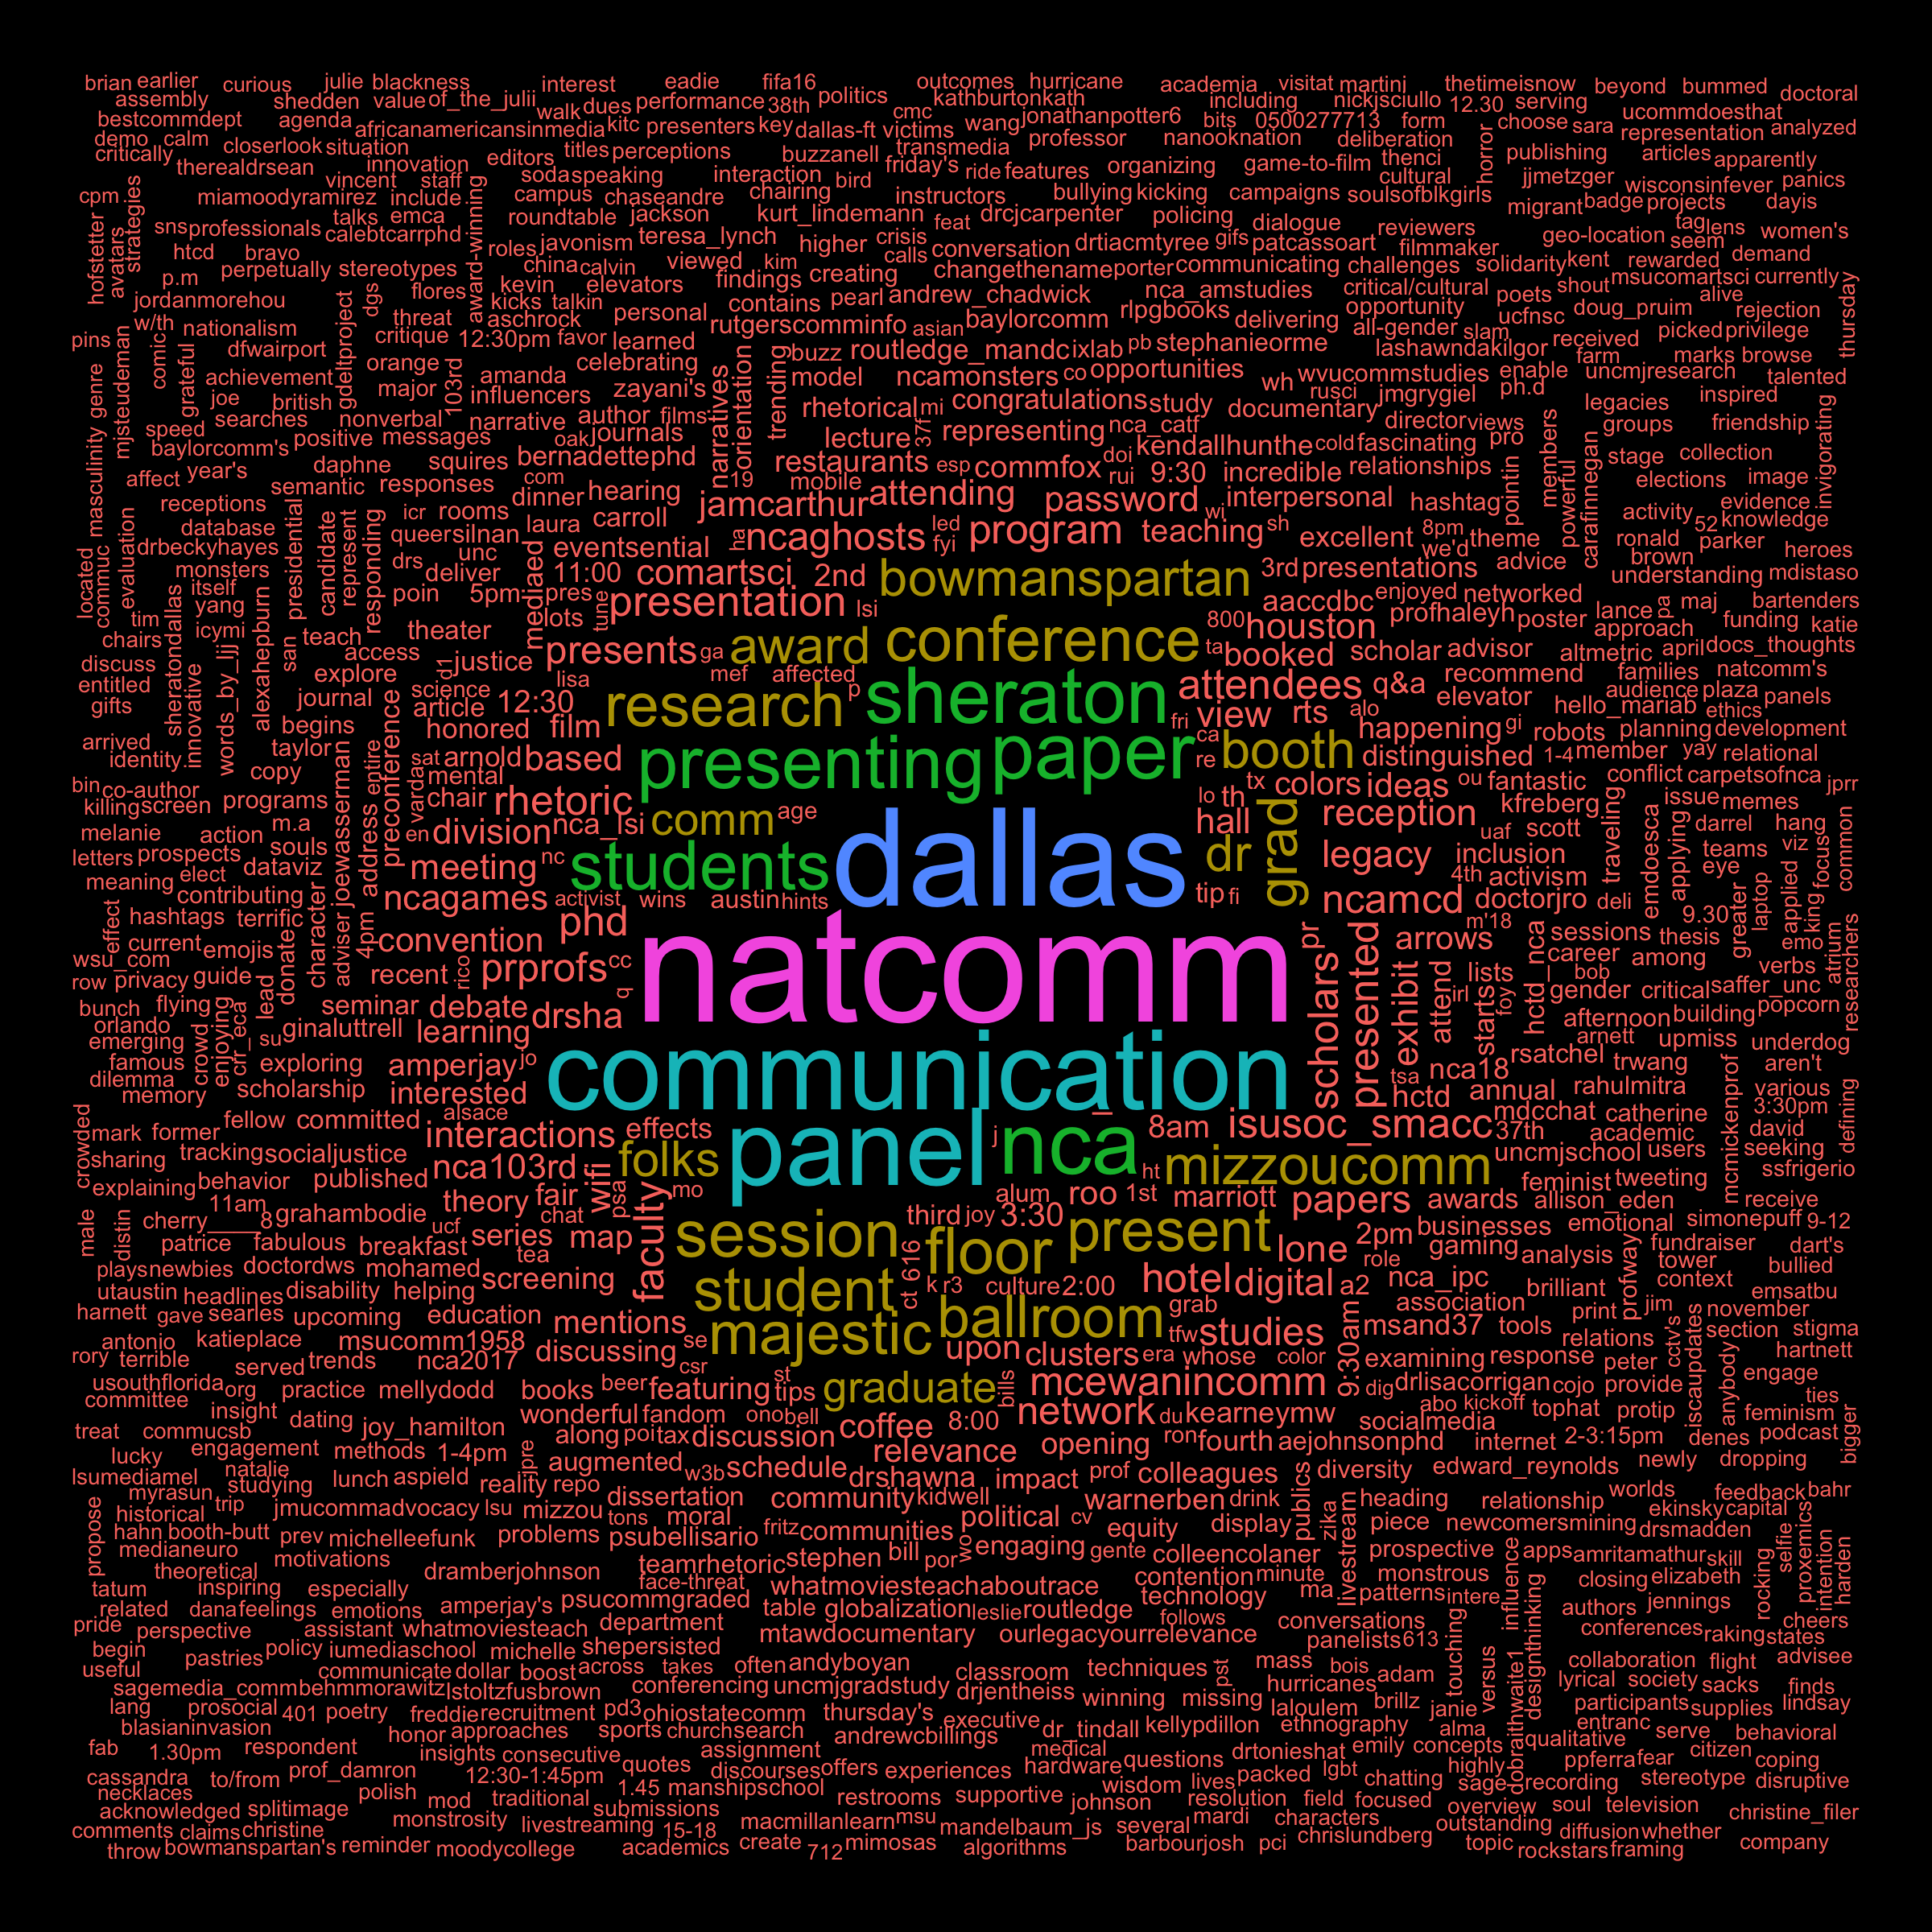 brian earlier curious julie blackness interest eadie fifa16 outcomes hurricane academia visitat martini thetimeisnow beyond bummed doctoral
assembly shedden value of_the_julii walk dues performance 38th politics kathburtonkath including nickjsciullo 12.30 serving ucommdoesthat
bestcommdept agenda africanamericansinmedia kitc presenters key dallas-ft victims cmc wang jonathanpotter6 bits 0500277713 form choose sara representation analyzed
demo calm closerlook situation innovation editors titles perceptions buzzanell transmedia professor nanooknation deliberation horror publishing articles apparently
critically therealdrsean vincent staff soda speaking interaction bird friday's ride features organizing game-to-film thenci cultural jjmetzger wisconsinfever panics
cpm strategies miamoodyramirez include award-winning campus chaseandre chairing instructors bullying kicking campaigns soulsofblkgirls migrant badge projects dayis
sns professionals talks emca roundtable jackson kurt_lindemann feat drcjcarpenter policing dialogue reviewers tag lens women's
hofstetter avatars htcd bravo calebtcarrphd roles javonism teresa_lynch higher crisis conversation drtiacmtyree gifs patcassoart filmmaker geo-location seem
p.m perpetually stereotypes china calvin viewed kim findings creating calls changethename porter communicating challenges solidarity kent rewarded demand
jordanmorehou dgs flores kevin elevators contains pearl andrew_chadwick nca_amstudies critical/cultural poets shout msucomartsci currently thursday
pins w/th nationalism gdeltproject threat kicks talkin personal rutgerscomminfo asian baylorcomm rlpgbooks delivering opportunity ucfnsc doug_pruim alive rejection
comic dfwairport critique 12:30pm aschrock favor learned buzz routledge_mandc ixlab pb stephanieorme all-gender slam received picked privilege
genre grateful achievement orange 103rd amanda celebrating orientation trending model ncamonsters co opportunities lashawndakilgor farm marks browse
masculinity mjsteudeman joe british major influencers zayani's narratives rhetorical 37f mi congratulations study wh wvucommstudies rusci enable ph.d uncmjresearch talented
speed searches nonverbal narrative author films lecture representing nca_catf documentary jmgrygiel director views legacies inspired invigorating
baylorcomm's positive messages oak journals restaurants esp commfox doi kendallhunthe cold fascinating pro members groups friendship
affect year's daphne squires bernadettephd 19 mobile rui 9:30 incredible relationships pointin powerful carafinnegan stage collection
receptions semantic responses com dinner hearing jamcarthur attending password wi interpersonal hashtag elections image evidence
database presidential candidate represent responding icr rooms laura carroll ha ncaghosts led fyi program teaching sh excellent 8pm we'd theme activity 52 knowledge
located commuc evaluation drbeckyhayes queersilnan unc eventsential ronald parker
monsters drs deliver mediaed 11:00 comartsci 2nd bowmanspartan 3rd presentations advice brown heroes
itself poin 5pm pres tune presentation lsi aaccdbc enjoyed networked understanding mdistaso
tim yang alexahepburn san teach theater lots 800 houston profhaleyh poster lance pa maj bartenders
chairs icymi words_by_ljj access d1 justice presents ga award conference ta booked scholar advisor approach funding katie
discuss sheratondallas explore science lisa mef affected altmetric april docs_thoughts
entitled innovative journal preconference article 12:30 research p sheraton attendees q&a recommend families natcomm's
gifts begins honored film fri view rts alo elevator hello_mariab audience plaza panels
arrived taylor joewasserman entire sat arnold based presenting paper ca re booth happening gi robots planning ethics development
identity copy varda mental distinguished 1-4 member yay relational
bin co-author programs address chair rhetoric lo th tx colors ideas ou fantastic conflict carpetsofnca jprr
killing screen m.a en division nca_lsi comm age dallas hall grad reception kfreberg issue memes
melanie action souls uaf scott traveling emdoesca applying darrel hang
letters prospects dataviz meeting nc students dr legacy inclusion teams viz focus common
meaning elect contributing character 4th activism eye
hashtags terrific adviser ncagames activist wins austin hints tip fi ncamcd doctorjro deli 9.30 greater laptop applied king
effect current emojis donate 4pm convention phd pr m'18 sessions thesis emo
wsu_com recent rico prprofs cc scholars presented arrows career among verbs atrium researchers
row privacy guide lead seminar debate q natcomm exhibit attend lists irl foy hctd_nca bob gender critical saffer_unc
bunch flying crr_eca drsha starts afternoon building popcorn
orlando crowd enjoying su ginaluttrell learning arnett upmiss underdog
emerging exploring amperjay jo communication tsa nca18 rsatchel trwang aren't
famous scholarship interested hctd annual rahulmitra mcmickenprof various
dilemma memory fellow committed alsace _ mdcchat catherine 3:30pm defining
crowded mark former interactions effects panel j nca 8am isusoc_smacc 37th academic david
sharing tracking socialjustice nca103rd wifi folks ht mizzoucomm uncmjschool users seeking ssfrigerio
explaining behavior published theory fair psa mo alum roo 1st marriott papers awards feminist tweeting allison_eden receive
male distin cherry____8 11am grahambodie ucf chat faculty session third joy 3:30 present 2pm businesses emotional simonepuff 9-12
patrice fabulous breakfast series tea map floor lone role gaming analysis profway fundraiser dart's
plays newbies doctordws mohamed screening ct 616 k r3 culture 2:00 hotel digital a2 nca_ipc brilliant tower context bullied
utaustin headlines disability helping student grab association print jim emsatbu
harnett gave searles upcoming education mentions se majestic ballroom tfw studies 9:30am msand37 tools relations cctv's november section stigma
antonio katieplace msucomm1958 discussing csr upon clusters era whose color examining response peter hartnett
rory terrible served trends nca2017 st mcewanincomm dig drlisacorrigan cojo provide discaupdates anybody engage
usouthflorida org practice mellydodd books beer featuring tips graduate bills abo kickoff tophat protip ties
committee insight dating joy_hamilton wonderful fandom ono bell coffee 8:00 network du kearneymw socialmedia feminism
treat commucsb along poi tax discussion relevance opening ron fourth aejohnsonphd internet 2-3:15pm denes podcast bigger
lucky engagement methods 1-4pm jpre augmented w3b schedule drshawna impact prof colleagues publics diversity edward_reynolds newly dropping
lsumediamel natalie studying lunch aspield reality repo
myrasun trip jmucommadvocacy lsu mizzou dissertation community kidwell warnerben drink zika livestream heading relationship worlds feedback bahr
propose historical tons moral political cv equity display piece newcomers mining ekinsky capital
hahn booth-butt prev michelleefunk problems psubellisario fritz communities wo engaging gente colleencolaner prospective apps amritamathur drsmadden selfie proxemics
medianeuro motivations teamrhetoric stephen bill por contention minute monstrous skill intention harden
theoretical dramberjohnson face-threat whatmoviesteachaboutrace technology ma patterns intere influence closing elizabeth rocking
tatum inspiring especially amperjay's psucommgraded table globalization leslie routledge follows conversations touching designthinking authors jennings cheers
related dana feelings emotions
pride perspective assistant whatmoviesteach department mtawdocumentary ourlegacyourrelevance panelists 613 conferences raking states
begin pastries policy iumediaschool michelle shepersisted andyboyan classroom techniques pst mass bois adam versus collaboration flight advisee
useful communicate dollar boost across takes often conferencing uncmjgradstudy drjentheiss hurricanes lyrical society sacks finds
sagemedia_comm behmmorawitz lstoltzfusbrown winning missing laloulem brillz janie dobraithwaite1 participants supplies lindsay
lang prosocial 401 poetry freddie recruitment pd3 ohiostatecomm thursday's executive dr_tindall kellypdillon ethnography alma entranc
blasianinvasion honor approaches sports churchsearch andrewcbillings medical drtonieshat emily concepts qualitative serve behavioral
fab 1.30pm respondent insights consecutive quotes assignment discourses offers experiences hardware questions packed lgbt chatting highly ppferra fear citizen coping
cassandra to/from prof_damron 12:30-1:45pm 1.45 manshipschool restrooms supportive wisdom lives resolution field focused sage_ recording stereotype disruptive
necklaces polish mod traditional submissions johnson overview soul television
acknowledged splitimage monstrosity livestreaming 15-18 macmillanlearn msu mandelbaum_js several mardi characters outstanding diffusion whether christine_filer
comments claims christine
throw bowmanspartan's reminder moodycollege academics create 712 mimosas algorithms barbourjosh pci chrislundberg topic rockstars framing company